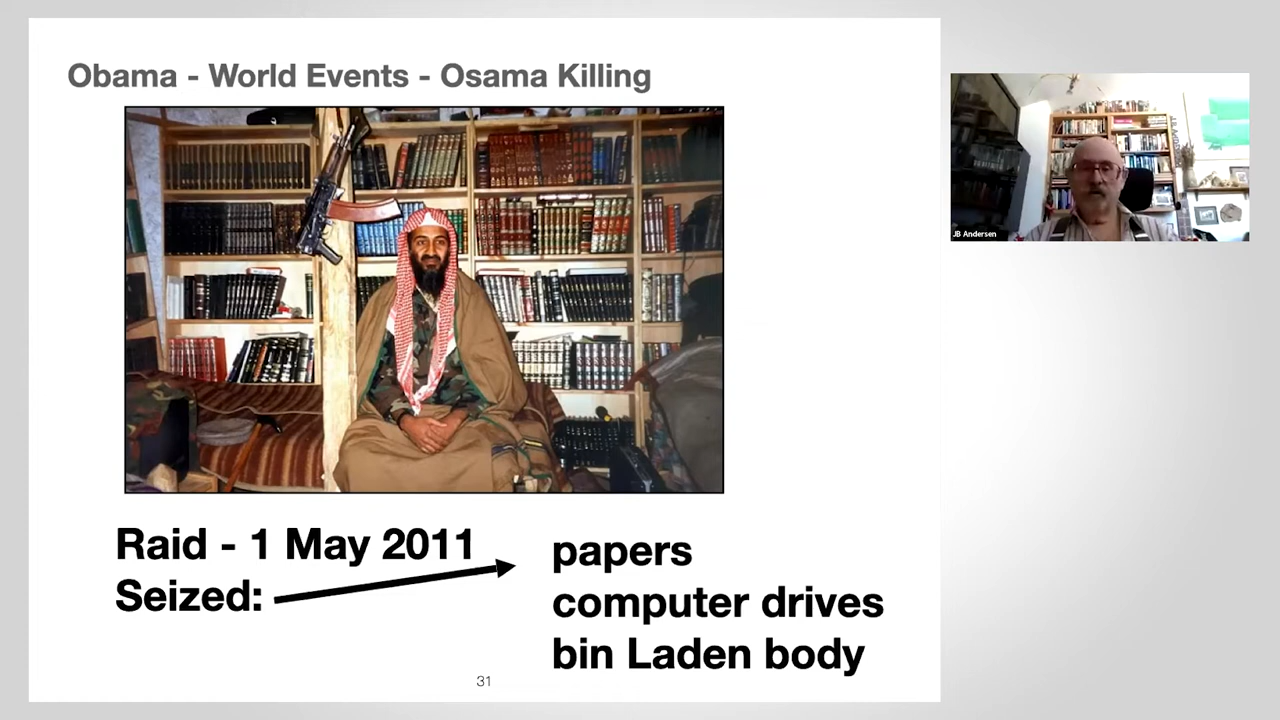 Obama - World Events - Osama Killing
JB Andersen
Raid - 1 May 2011
Seized:
papers
computer drives
bin Laden body
31